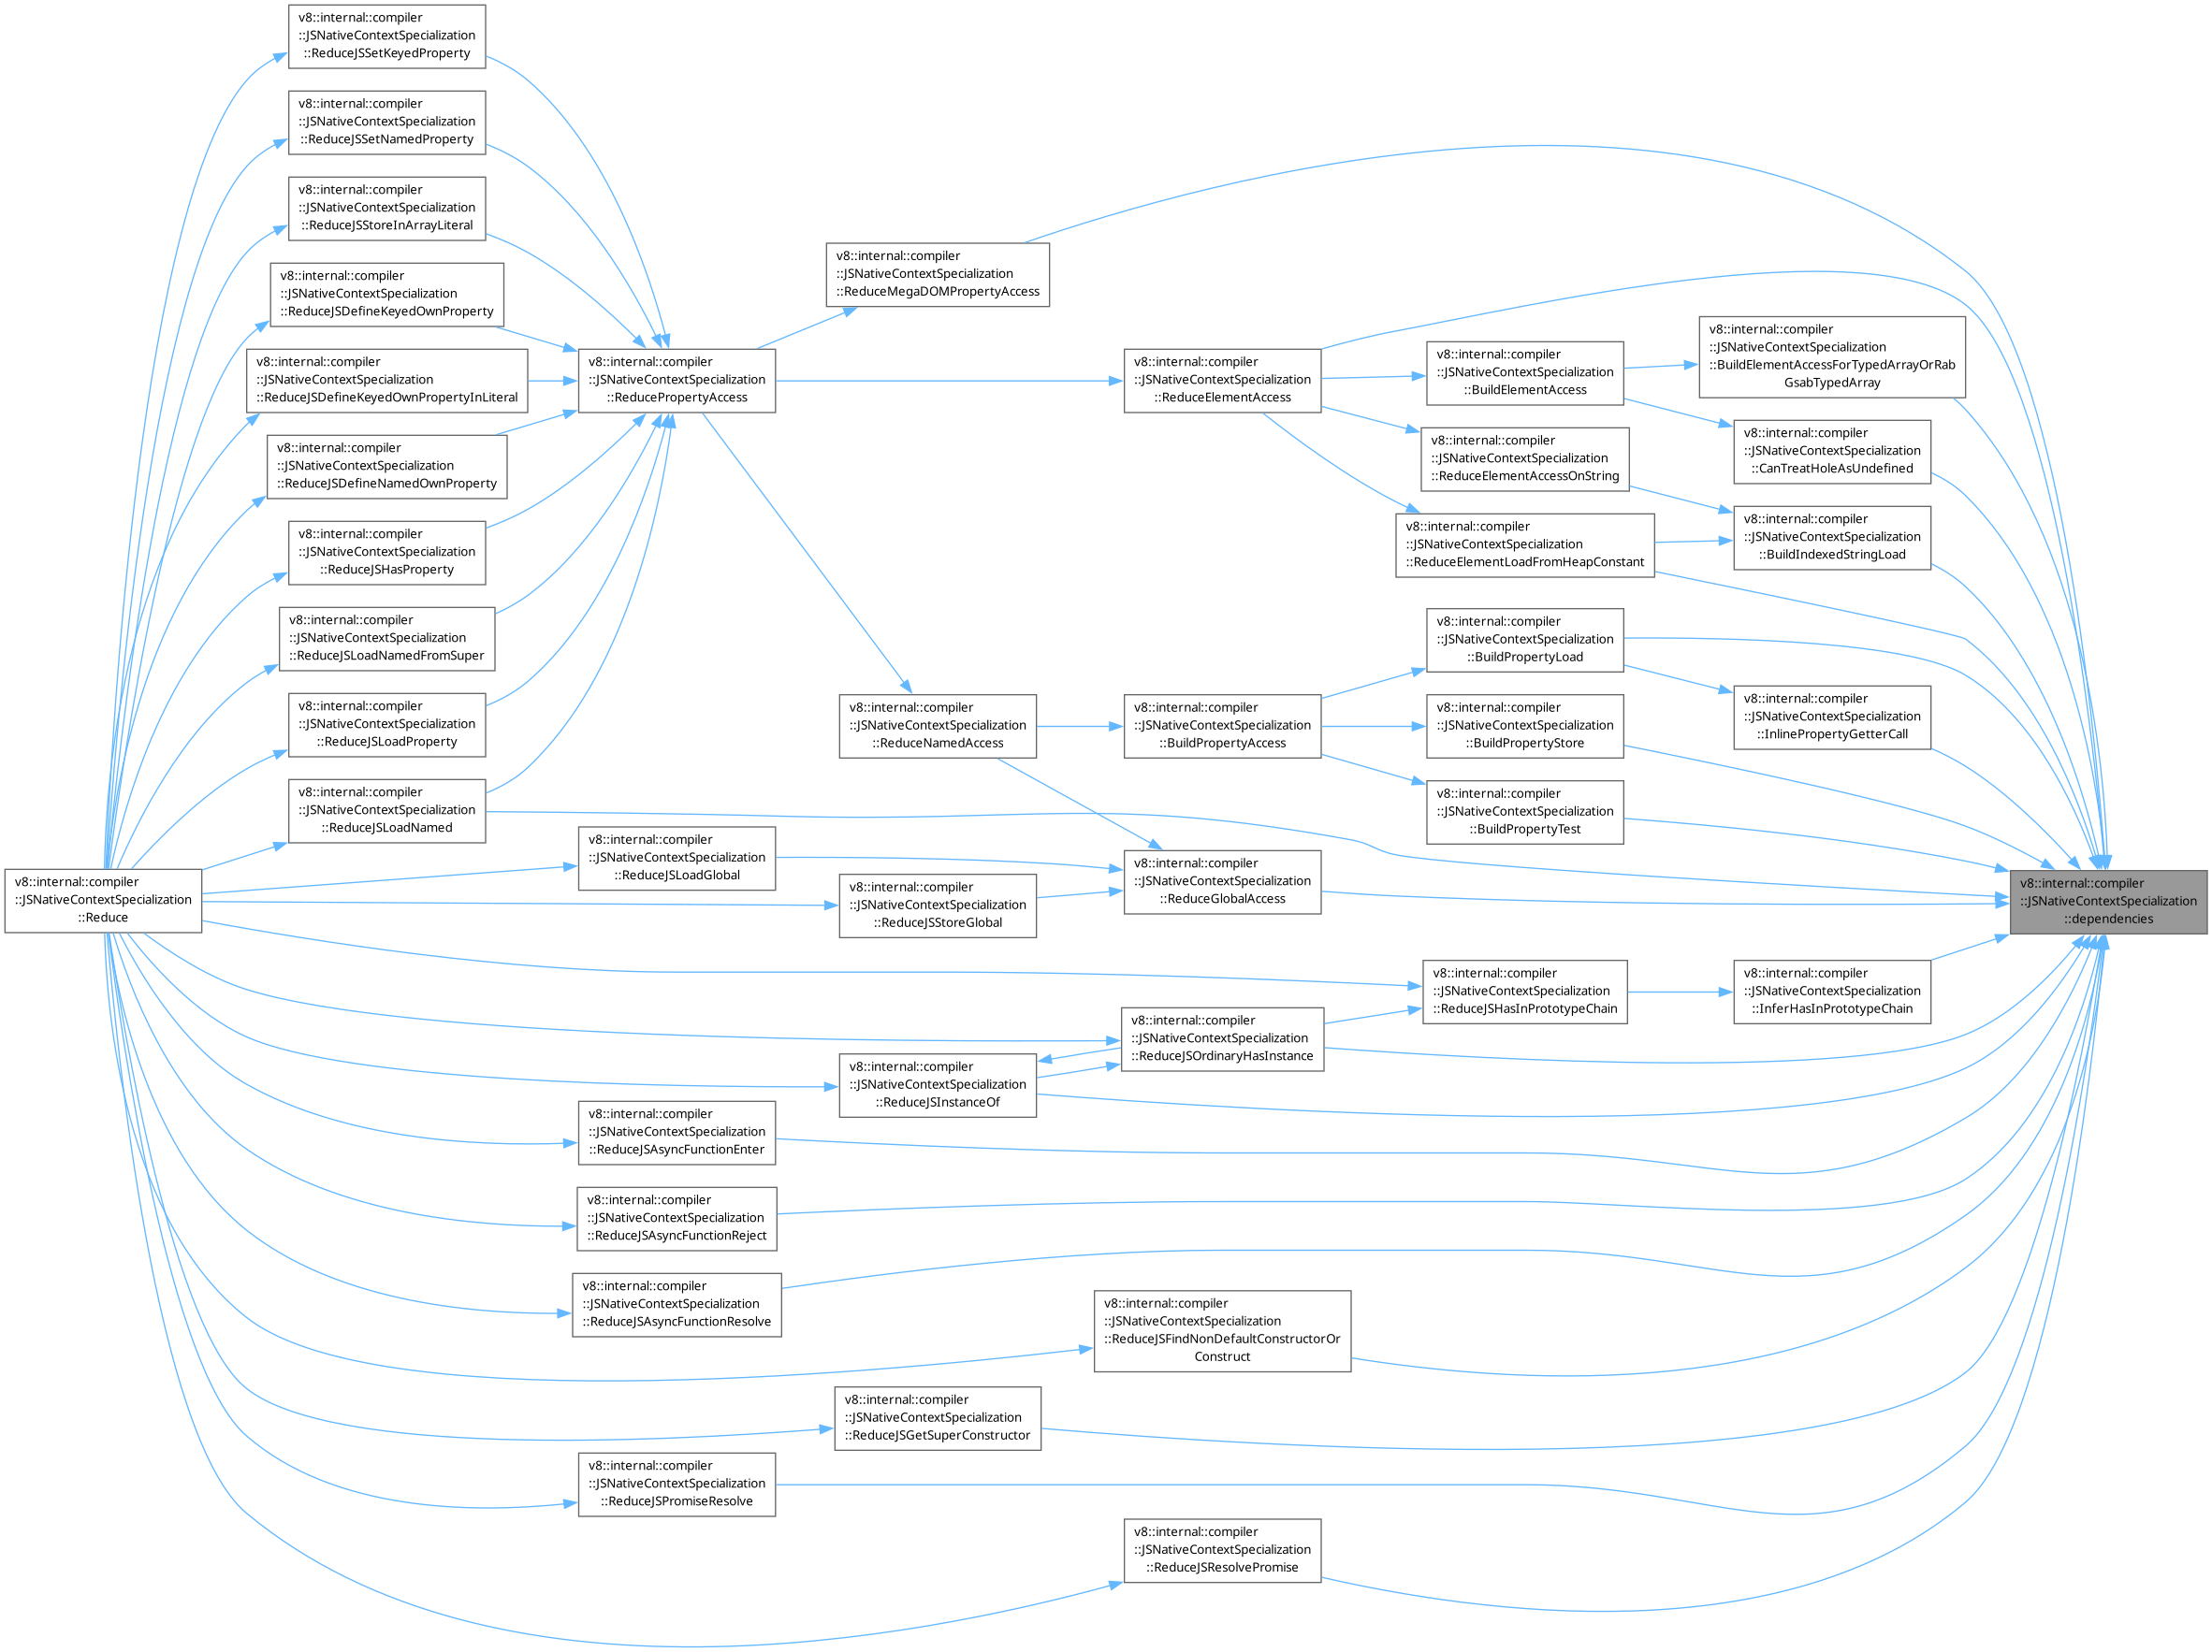 v8::internal::compiler
::JSNativeContextSpecialization
::ReduceJSSetKeyedProperty
v8::internal::compiler
::JSNativeContextSpecialization
::ReduceJSSetNamedProperty
v8::internal::compiler
::JSNativeContextSpecialization
::ReduceJSStoreInArrayLiteral
v8::internal::compiler
::JSNativeContextSpecialization
::ReduceJSDefineKeyedOwnProperty
v8::internal::compiler
::JSNativeContextSpecialization
::ReduceJSDefineKeyedOwnPropertyInLiteral
v8::internal::compiler
::JSNativeContextSpecialization
::ReduceJSDefineNamedOwnProperty
v8::internal::compiler
::JSNativeContextSpecialization
::ReduceJSHasProperty
v8::internal::compiler
::JSNativeContextSpecialization
::ReduceJSLoadNamedFromSuper
v8::internal::compiler
::JSNativeContextSpecialization
::ReduceJSLoadProperty
v8::internal::compiler
::JSNativeContextSpecialization
::ReduceJSLoadNamed
v8::internal::compiler
::JSNativeContextSpecialization
::Reduce
v8::internal::compiler
::JSNativeContextSpecialization
::ReducePropertyAccess
v8::internal::compiler
::JSNativeContextSpecialization
::ReduceJSLoadGlobal
v8::internal::compiler
::JSNativeContextSpecialization
::ReduceJSAsyncFunctionEnter
v8::internal::compiler
::JSNativeContextSpecialization
::ReduceJSAsyncFunctionReject
v8::internal::compiler
::JSNativeContextSpecialization
::ReduceJSAsyncFunctionResolve
v8::internal::compiler
::JSNativeContextSpecialization
::ReduceJSPromiseResolve
v8::internal::compiler
::JSNativeContextSpecialization
::ReduceMegaDOMPropertyAccess
v8::internal::compiler
::JSNativeContextSpecialization
::ReduceNamedAccess
v8::internal::compiler
::JSNativeContextSpecialization
::ReduceJSStoreGlobal
v8::internal::compiler
::JSNativeContextSpecialization
::ReduceJSInstanceOf
v8::internal::compiler
::JSNativeContextSpecialization
::ReduceJSGetSuperConstructor
v8::internal::compiler
::JSNativeContextSpecialization
::ReduceElementAccess
v8::internal::compiler
::JSNativeContextSpecialization
::BuildPropertyAccess
v8::internal::compiler
::JSNativeContextSpecialization
::ReduceGlobalAccess
v8::internal::compiler
::JSNativeContextSpecialization
::ReduceJSOrdinaryHasInstance
v8::internal::compiler
::JSNativeContextSpecialization
::ReduceJSFindNonDefaultConstructorOr
Construct
v8::internal::compiler
::JSNativeContextSpecialization
::ReduceJSResolvePromise
v8::internal::compiler
::JSNativeContextSpecialization
::BuildElementAccess
v8::internal::compiler
::JSNativeContextSpecialization
::ReduceElementAccessOnString
v8::internal::compiler
::JSNativeContextSpecialization
::ReduceElementLoadFromHeapConstant
v8::internal::compiler
::JSNativeContextSpecialization
::BuildPropertyLoad
v8::internal::compiler
::JSNativeContextSpecialization
::BuildPropertyStore
v8::internal::compiler
::JSNativeContextSpecialization
::BuildPropertyTest
v8::internal::compiler
::JSNativeContextSpecialization
::ReduceJSHasInPrototypeChain
v8::internal::compiler
::JSNativeContextSpecialization
::BuildElementAccessForTypedArrayOrRab
GsabTypedArray
v8::internal::compiler
::JSNativeContextSpecialization
::CanTreatHoleAsUndefined
v8::internal::compiler
::JSNativeContextSpecialization
::BuildIndexedStringLoad
v8::internal::compiler
::JSNativeContextSpecialization
::InlinePropertyGetterCall
v8::internal::compiler
::JSNativeContextSpecialization
::InferHasInPrototypeChain
v8::internal::compiler
::JSNativeContextSpecialization
::dependencies